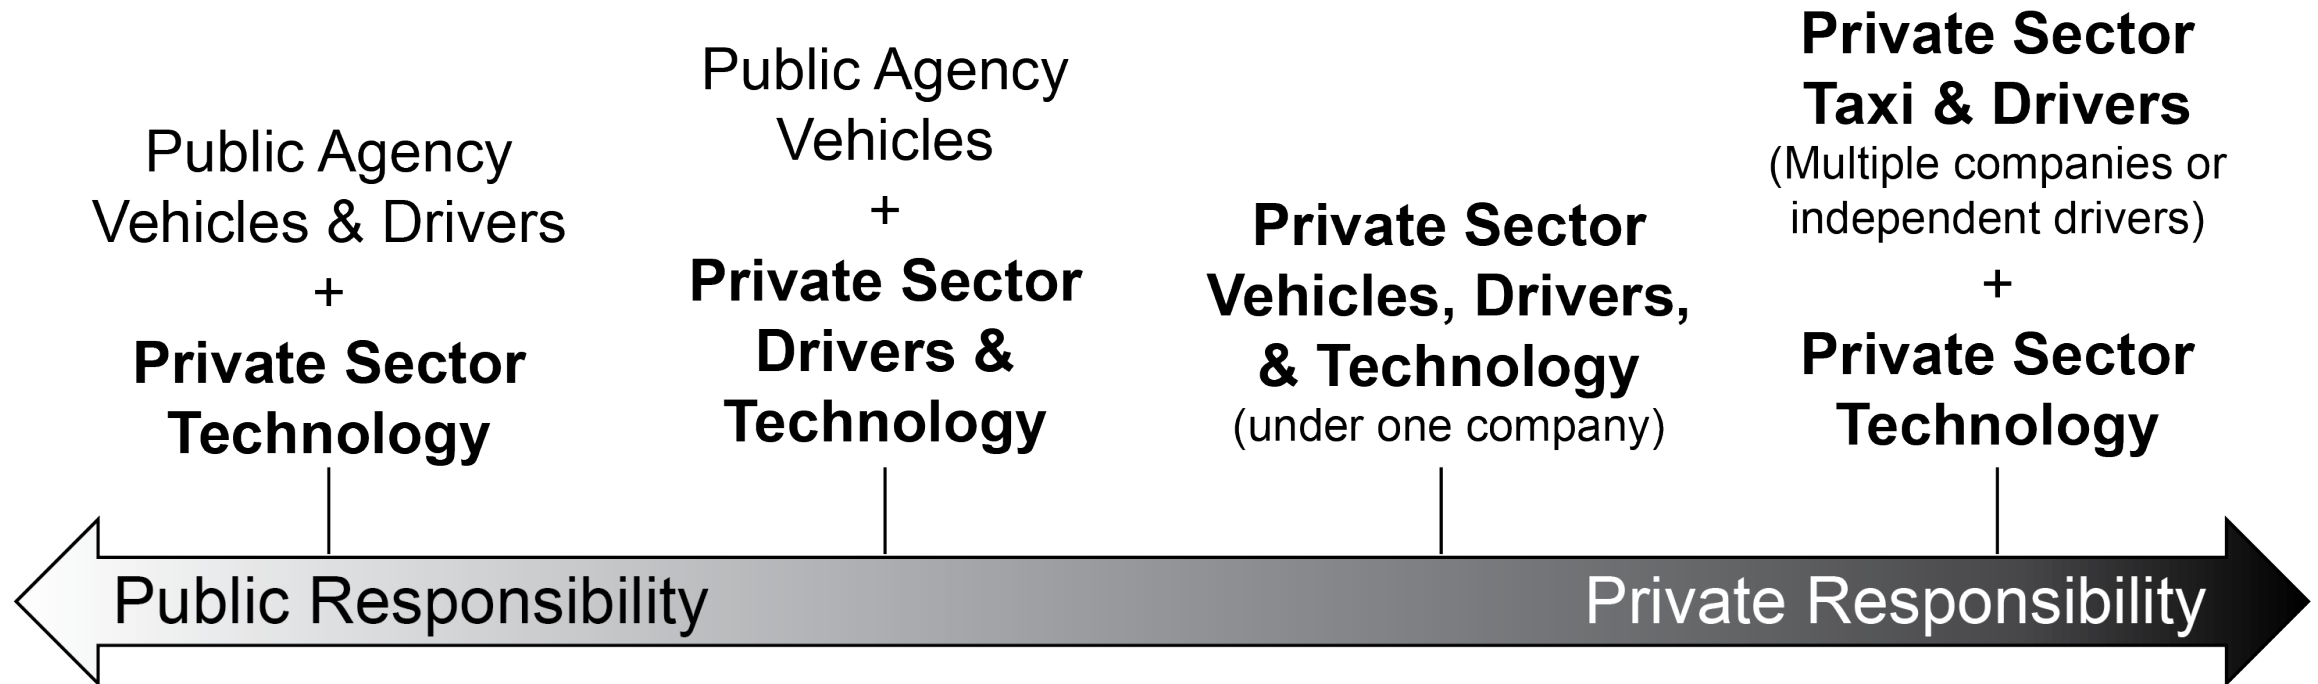 Public Agency
Vehicles & Drivers
+
Private Sector
Technology
Public Agency
Vehicles
+
Private Sector
Drivers &
Technology
Private Sector
Vehicles, Drivers,
& Technology
(under one company)
Private Sector
Taxi & Drivers
(Multiple companies or
independent drivers)
+
Private Sector
Technology
Public Responsibility
Private Responsibility